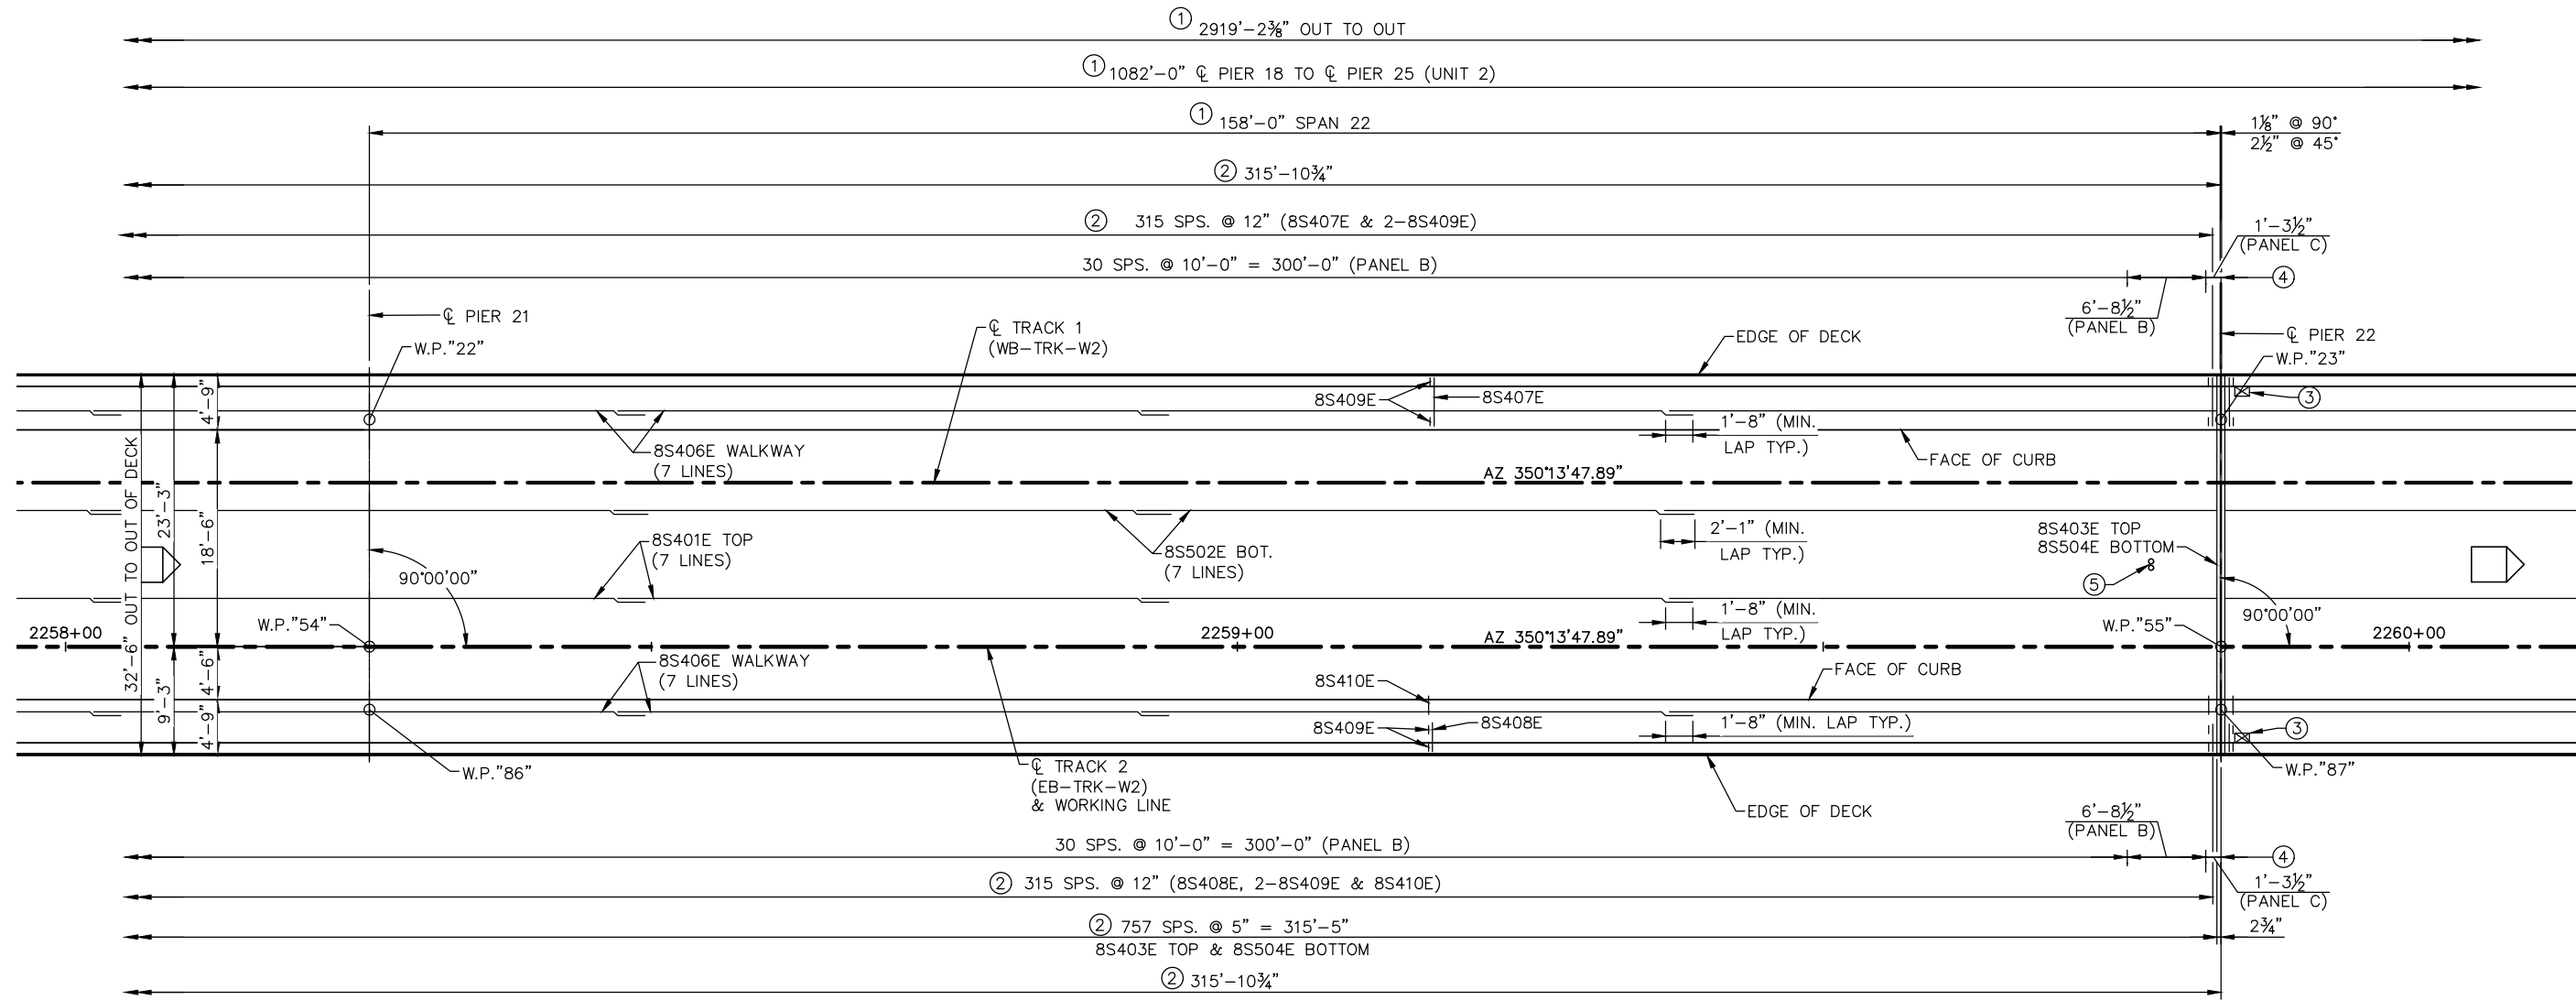 ① 2919'-2⅜" OUT TO OUT
① 1082'-0" ℄ PIER 18 TO ℄ PIER 25 (UNIT 2)
① 158'-0" SPAN 22
1⅛" @ 90°
2½" @ 45°
② 315'-10¾"
② 315 SPS. @ 12" (8S407E & 2-8S409E)
1'-3½"
(PANEL C)
30 SPS. @ 10'-0" = 300'-0" (PANEL B)
④
6'-8½"
(PANEL B)
℄ PIER 21
W.P."22"
℄ TRACK 1
(WB-TRK-W2)
EDGE OF DECK
℄ PIER 22
W.P."23"
4'-9"
8S409E
8S407E
③
8S406E WALKWAY
(7 LINES)
1'-8" (MIN.
LAP TYP.)
FACE OF CURB
AZ 350°13'47.89"
32'-6" OUT TO OUT OF DECK
23'-3"
18'-6"
8S401E TOP
(7 LINES)
8S502E BOT.
(7 LINES)
2'-1" (MIN.
LAP TYP.)
8S403E TOP
8S504E BOTTOM
⑤
90°00'00"
90°00'00"
1'-8" (MIN.
LAP TYP.)
2258+00
W.P."54"
2259+00
AZ 350°13'47.89"
W.P."55"
2260+00
9'-3"
4'-6"
4'-9"
8S406E WALKWAY
(7 LINES)
8S410E
FACE OF CURB
8S409E
8S408E
1'-8" (MIN. LAP TYP.)
③
W.P."86"
℄ TRACK 2
(EB-TRK-W2)
& WORKING LINE
W.P."87"
EDGE OF DECK
6'-8½"
(PANEL B)
30 SPS. @ 10'-0" = 300'-0" (PANEL B)
④
② 315 SPS. @ 12" (8S408E, 2-8S409E & 8S410E)
1'-3½"
(PANEL C)
② 757 SPS. @ 5" = 315'-5"
8S403E TOP & 8S504E BOTTOM
2¾"
② 315'-10¾"